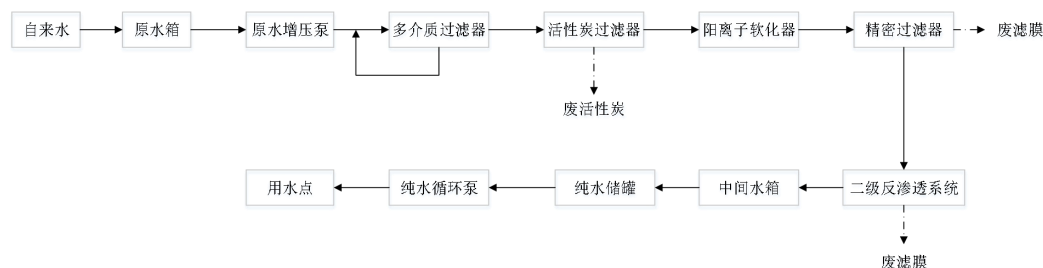 自来水
原水箱
原水增压泵
多介质过滤器
活性炭过滤器
阳离子软化器
精密过滤器
废滤膜
废活性炭
用水点
纯水循环泵
纯水储罐
中间水箱
二级反渗透系统
废滤膜